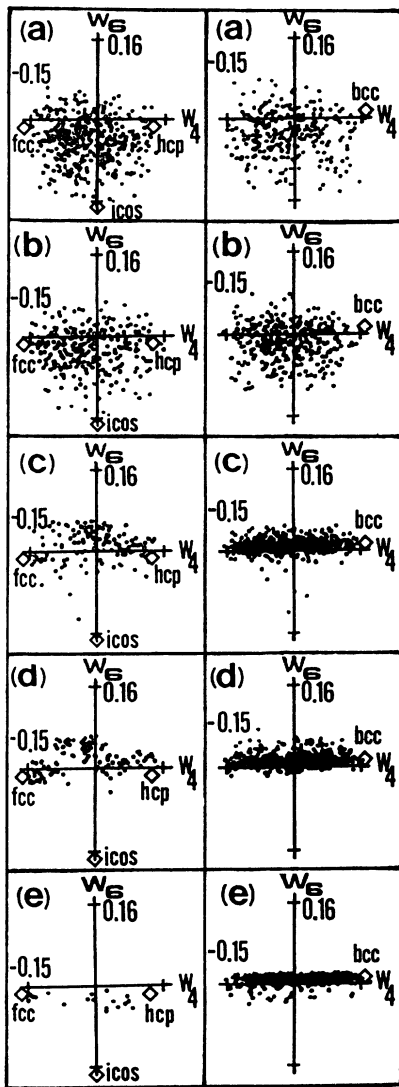 (a) W6
0.16
-0.15
W4
fcc hcp
icos
(a) W6
0.16
-0.15 bcc
W4
(b) W6
0.16
-0.15
W4
fcc hcp
icos
(b) W6
0.16
-0.15 bcc
W4
(c) W6
0.16
-0.15
W4
fcc hcp
icos
(c) W6
0.16
-0.15 bcc
W4
(d) W6
0.16
-0.15
W4
fcc hcp
icos
(d) W6
0.16
-0.15 bcc
W4
(e) W6
0.16
-0.15
W4
fcc hcp
icos
(e) W6
0.16
-0.15 bcc
W4